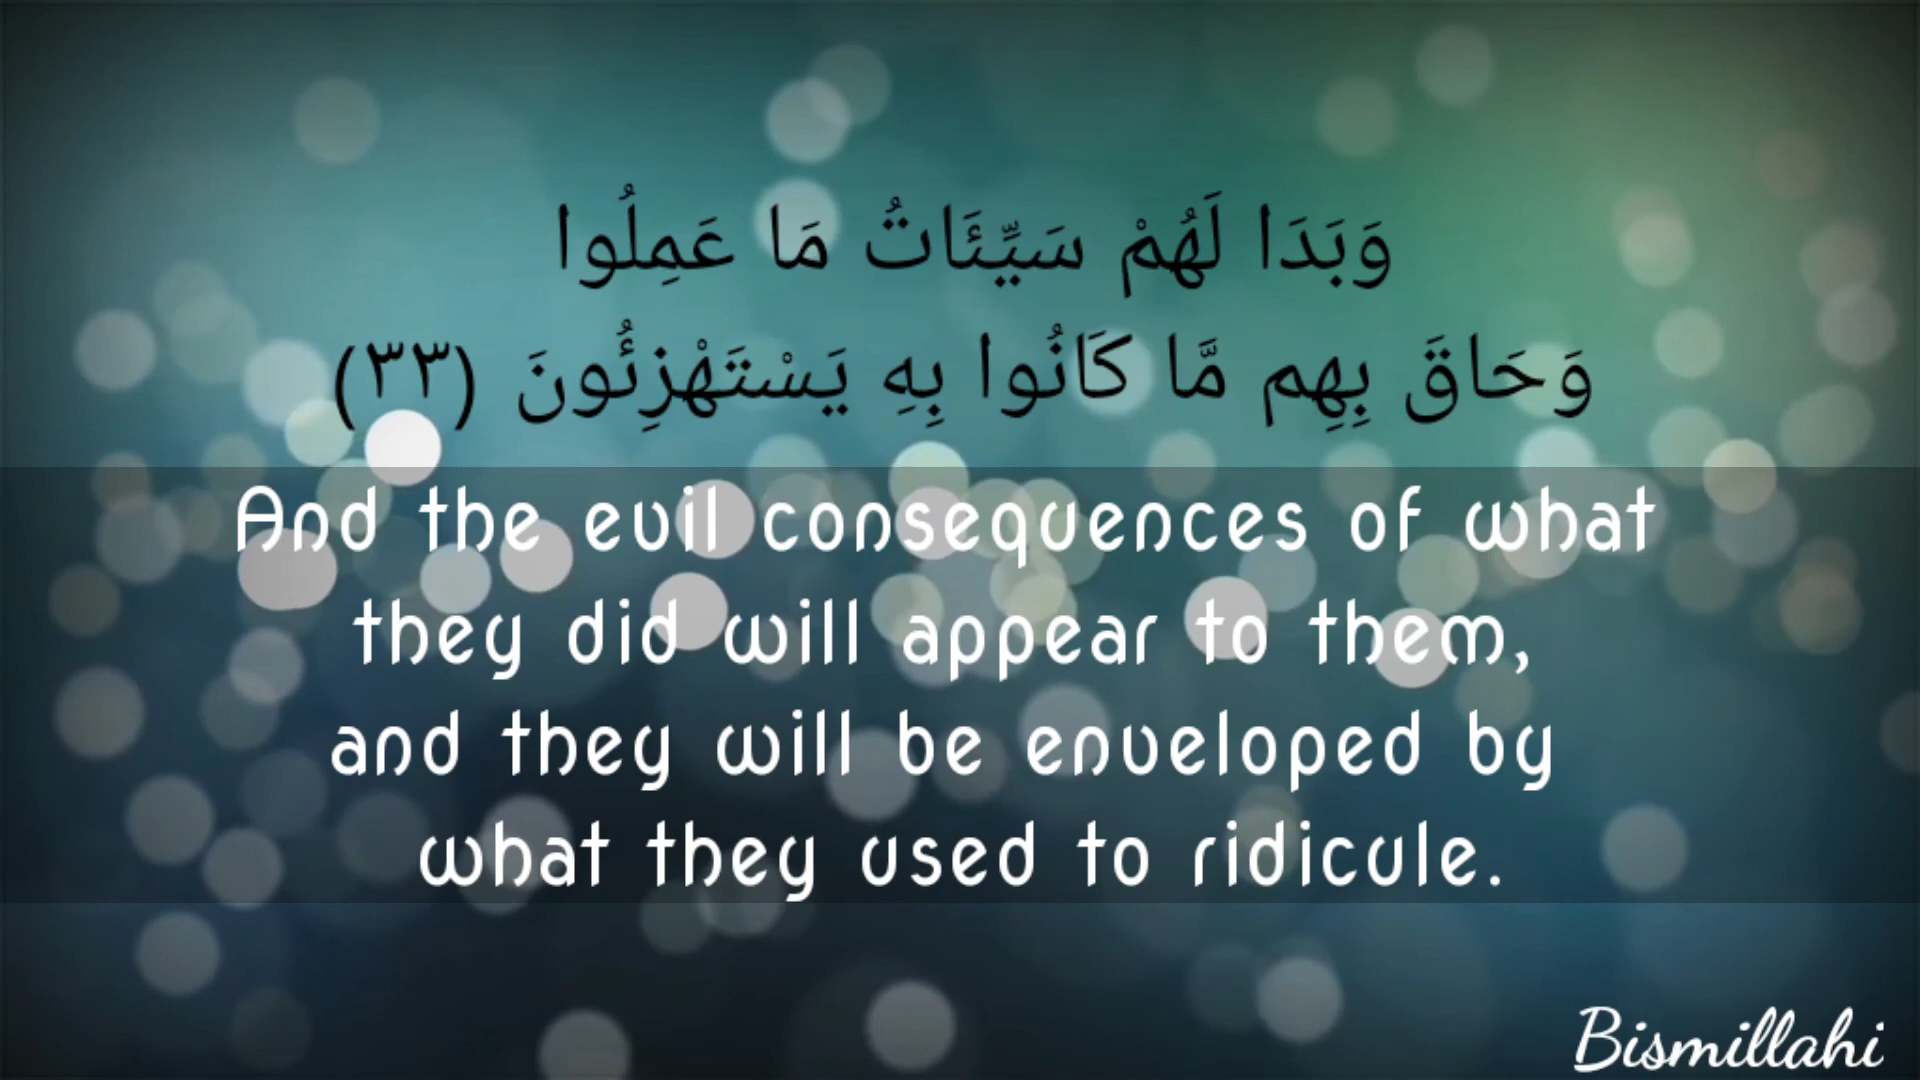 وَبَدَا لَهُمْ سَيِّئَاتُ مَا عَمِلُوا
وَحَاقَ بِهِم مَّا كَانُوا بِهِ يَسْتَهْزِئُونَ (٣٣)
And the evil consequences of what
they did will appear to them,
and they will be enveloped by
what they used to ridicule.
Bismillahi